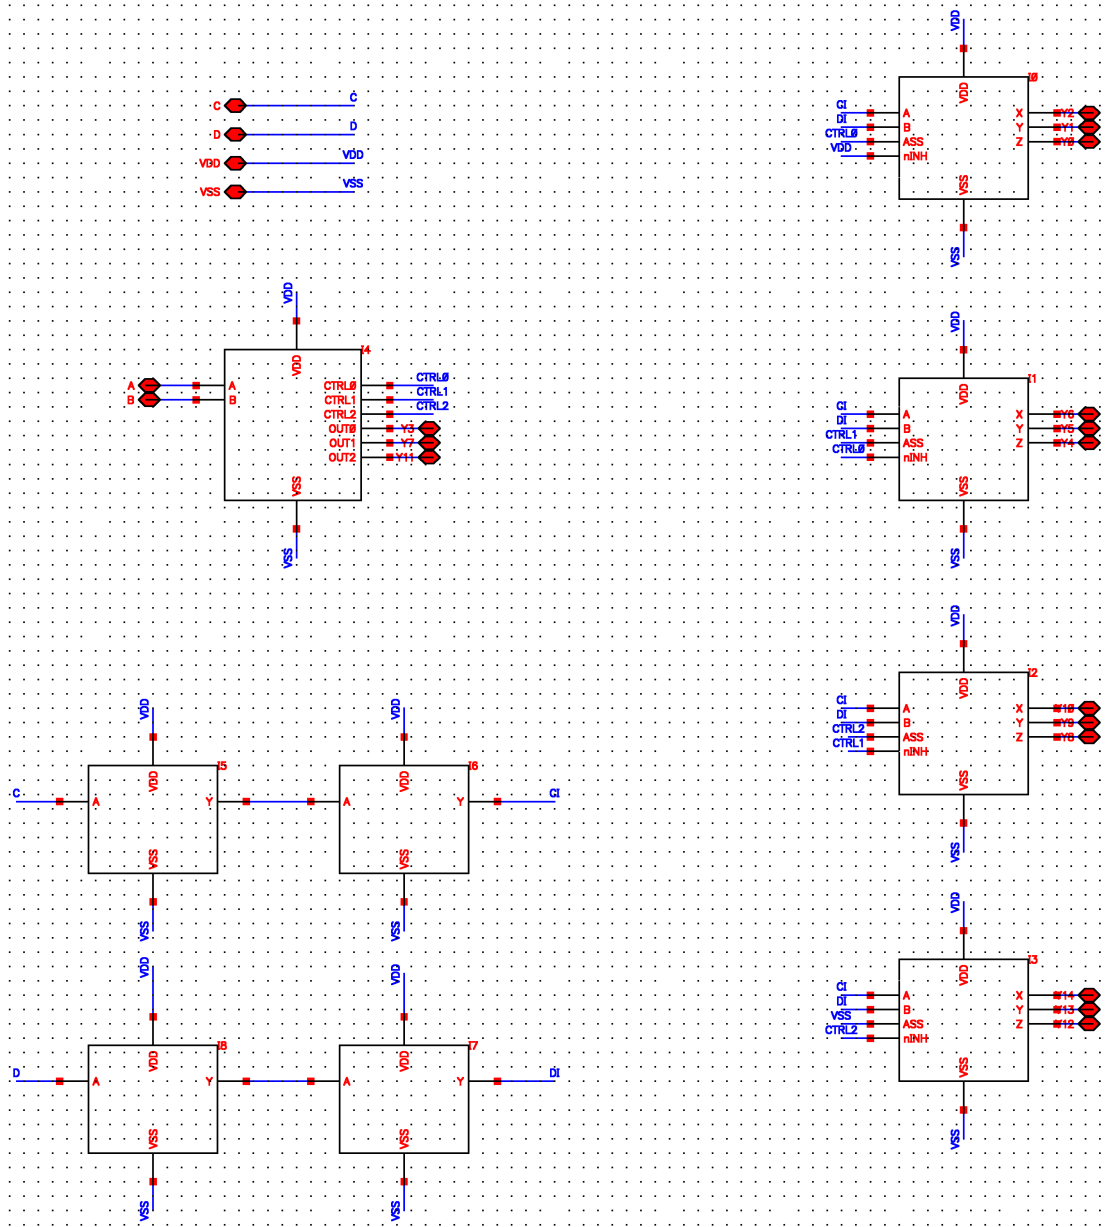 C C
D D
VDD VDD
VSS VSS
VDD
I0
VDD
CI A X Y2
DI B Y Y1
CTRL0 ASS Z Y0
VDD nINH
VSS
VSS
VDD
I4
VDD
A A CTRL0 CTRL0
B B CTRL1 CTRL1
CTRL2 CTRL2
OUT0 Y3
OUT1 Y7
OUT2 Y11
VSS
VSS
VDD
I1
VDD
CI A X Y6
DI B Y Y5
CTRL1 ASS Z Y4
CTRL0 nINH
VSS
VSS
VDD
I2
VDD
CI A X Y10
DI B Y Y9
CTRL2 ASS Z Y8
CTRL1 nINH
VSS
VSS
VDD VDD
I5 I6
VDD VDD
C A Y A Y CI
VSS VSS
VSS VSS
VDD
I3
VDD
CI A X Y14
DI B Y Y13
VSS ASS Z Y12
CTRL2 nINH
VSS
VSS
VDD VDD
I8 I7
VDD VDD
D A Y A Y DI
VSS VSS
VSS VSS